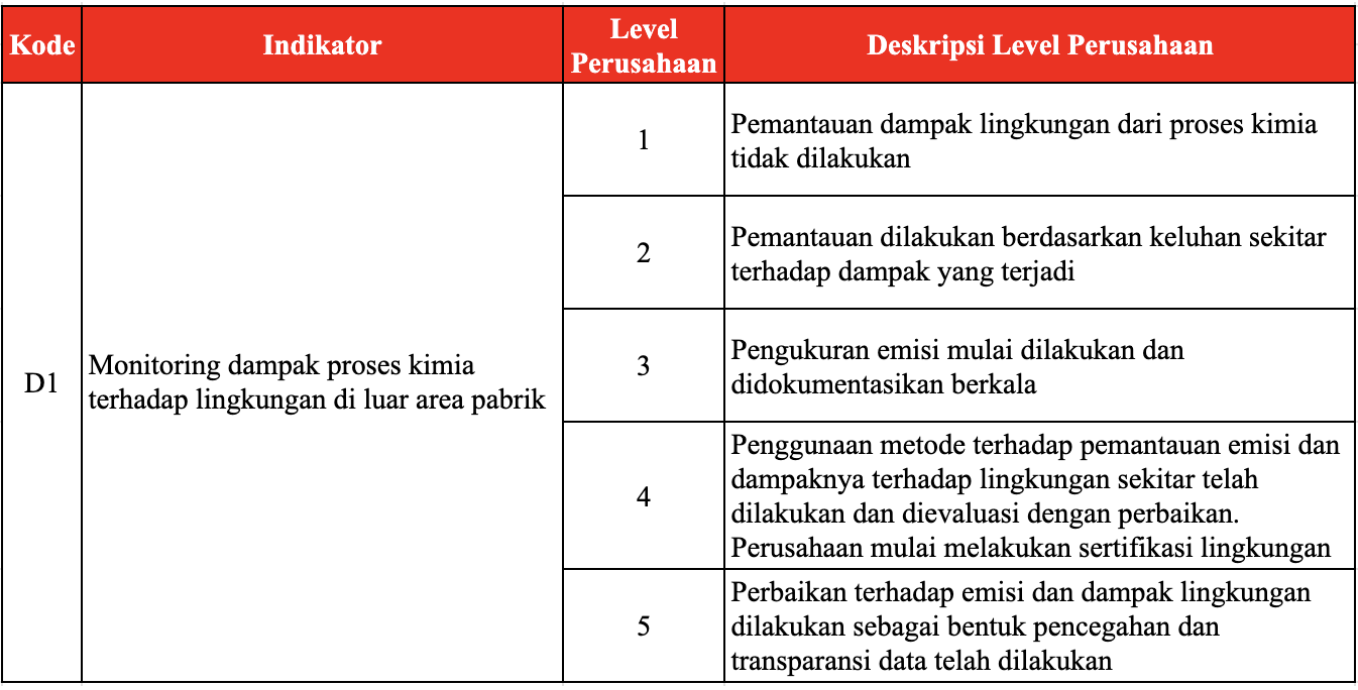 Kode
Indikator
Level
Perusahaan
Deskripsi Level Perusahaan
D1
Monitoring dampak proses kimia
terhadap lingkungan di luar area pabrik
1
Pemantauan dampak lingkungan dari proses kimia
tidak dilakukan
2
Pemantauan dilakukan berdasarkan keluhan sekitar
terhadap dampak yang terjadi
3
Pengukuran emisi mulai dilakukan dan
didokumentasikan berkala
4
Penggunaan metode terhadap pemantauan emisi dan
dampaknya terhadap lingkungan sekitar telah
dilakukan dan dievaluasi dengan perbaikan.
Perusahaan mulai melakukan sertifikasi lingkungan
5
Perbaikan terhadap emisi dan dampak lingkungan
dilakukan sebagai bentuk pencegahan dan
transparansi data telah dilakukan